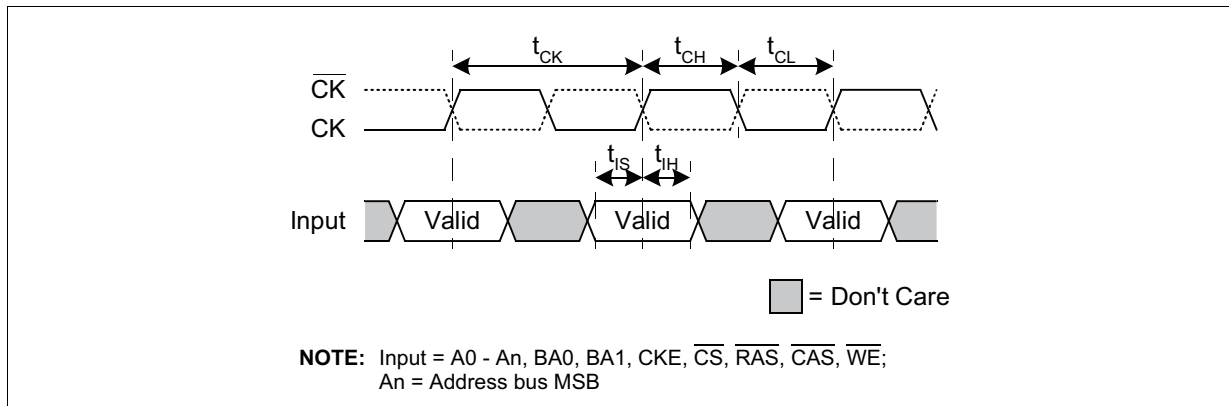 tCK tCH tCL
CK
CK
tIS tIH
Input Valid Valid Valid
= Don't Care
NOTE: Input = A0 - An, BA0, BA1, CKE, CS, RAS, CAS, WE;
An = Address bus MSB